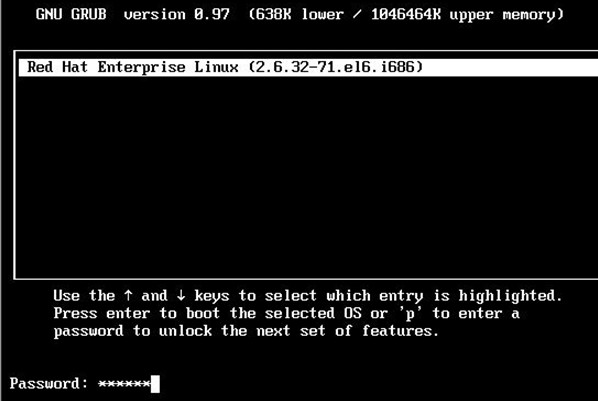 GNU GRUB version 0.97 (638K lower / 1046464K upper memory)
Red Hat Enterprise Linux (2.6.32-71.el6.i686)
Use the ↑ and ↓ keys to select which entry is highlighted.
Press enter to boot the selected OS or 'p' to enter a
password to unlock the next set of features.
Password: ******